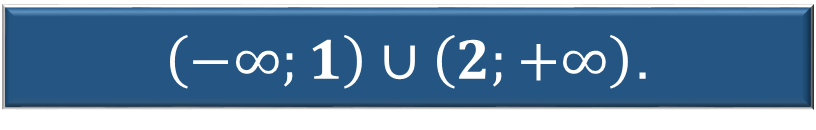 (−∞; 1) ∪ (2; +∞).